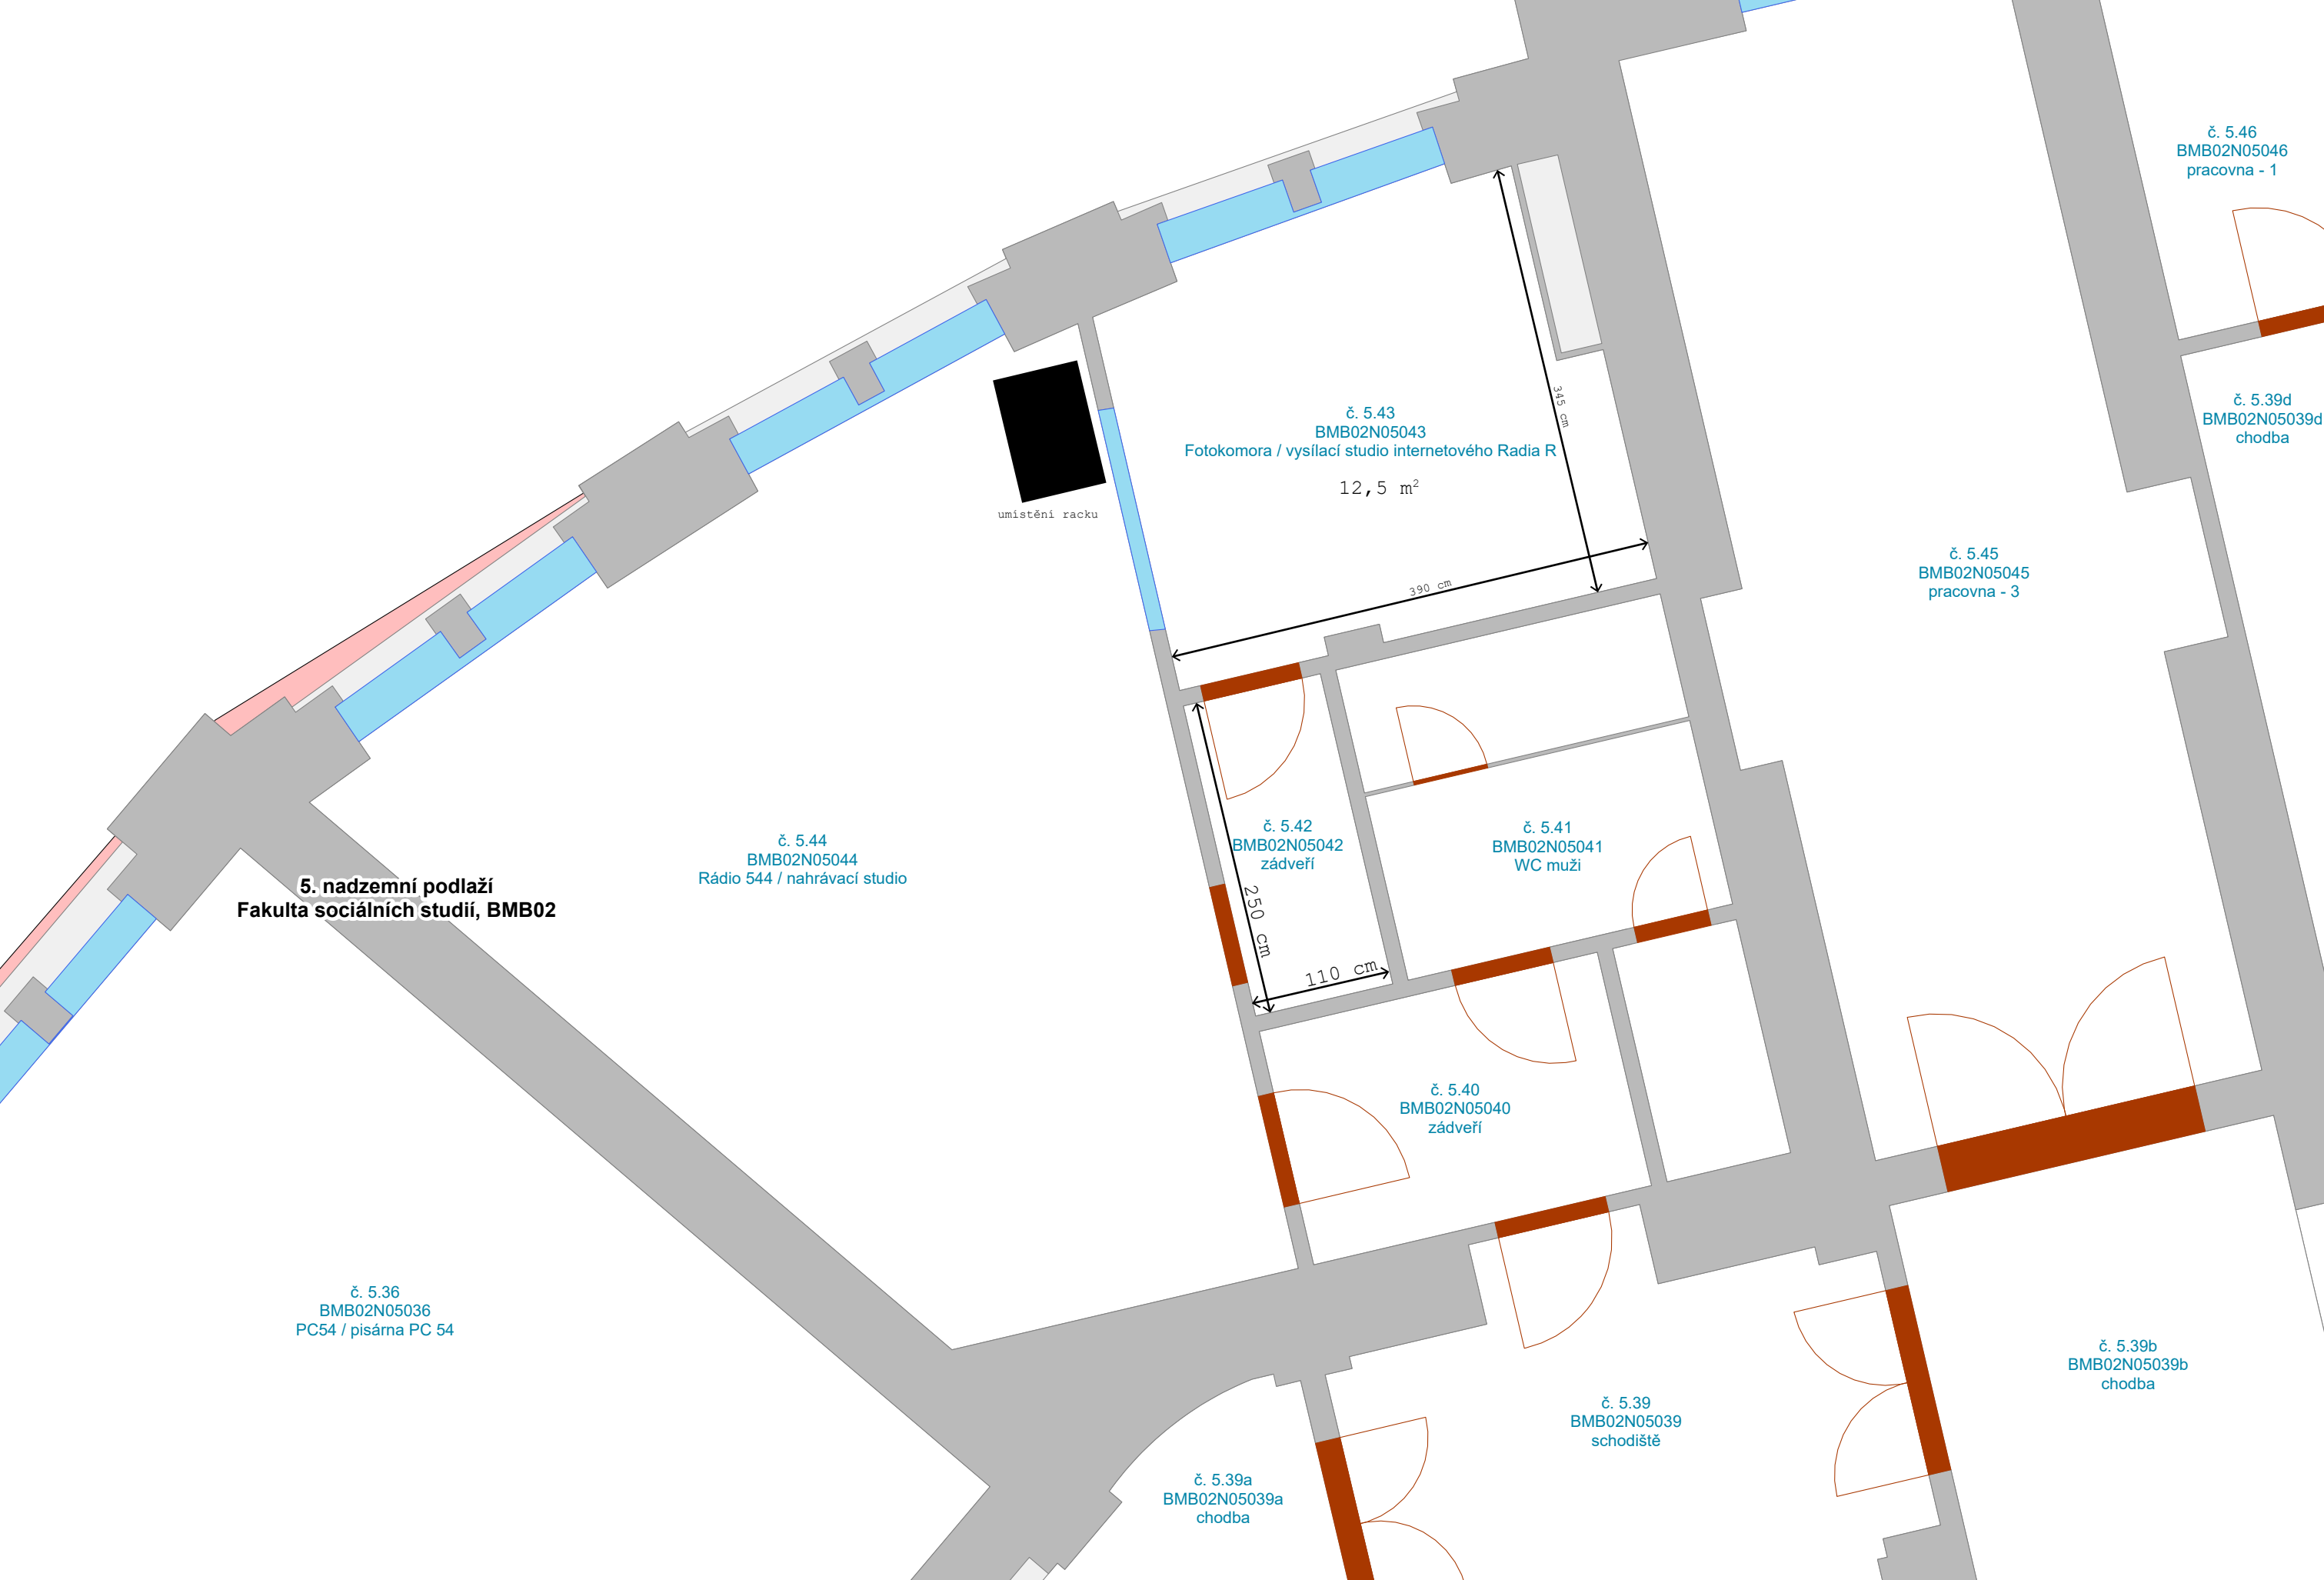 č. 5.46
BMB02N05046
pracovna - 1
č. 5.39d
BMB02N05039d
chodba
č. 5.43
BMB02N05043
Fotokomora / vysílací studio internetového Radia R
12,5 m²
345 cm
390 cm
umistění racku
č. 5.45
BMB02N05045
pracovna - 3
č. 5.42
BMB02N05042
zádveří
250 cm
110 cm
č. 5.41
BMB02N05041
WC muži
č. 5.44
BMB02N05044
Rádio 544 / nahrávací studio
5. nadzemní podlaží
Fakulta sociálních studií, BMB02
č. 5.40
BMB02N05040
zádveří
č. 5.36
BMB02N05036
PC54 / pisárna PC 54
č. 5.39b
BMB02N05039b
chodba
č. 5.39
BMB02N05039
schodiště
č. 5.39a
BMB02N05039a
chodba